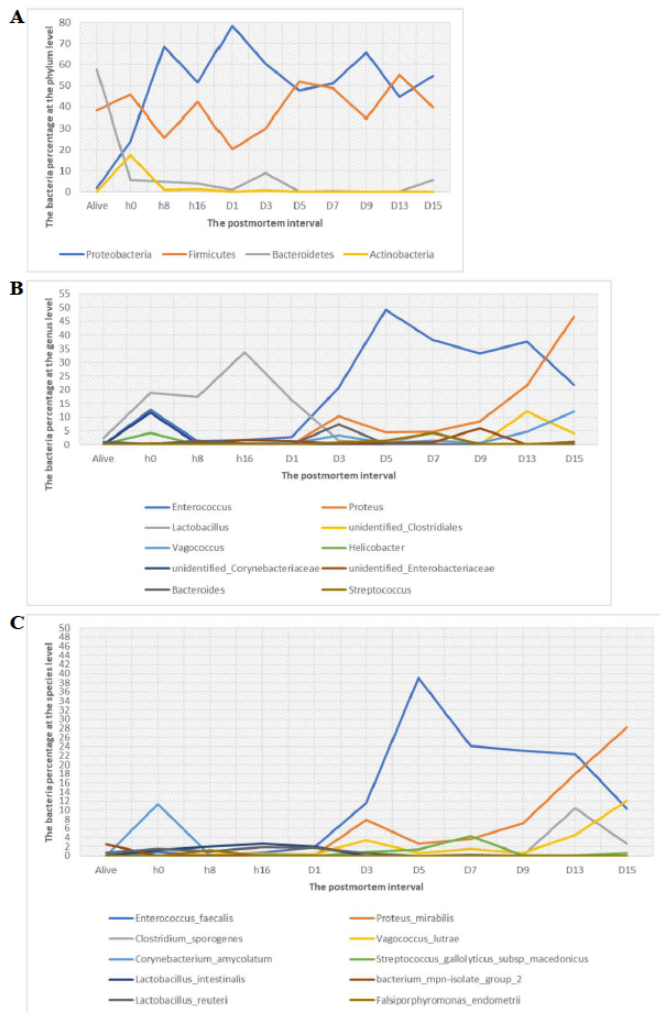 A
The bacteria percentage at the phylum level
80
70
60
50
40
30
20
10
0
Alive h0 h8 h16 D1 D3 D5 D7 D9 D13 D15
The postmortem interval
Proteobacteria Firmicutes Bacteroidetes Actinobacteria
B
The bacteria percentage at the genus level
55
50
45
40
35
30
25
20
15
10
5
0
Alive h0 h8 h16 D1 D3 D5 D7 D9 D13 D15
The postmortem interval
Enterococcus Proteus
Lactobacillus unidentified_Clostridiales
Vagococcus Helicobacter
unidentified_Corynebacteriaceae unidentified_Enterobacteriaceae
Bacteroides Streptococcus
C
The bacteria percentage at the species level
50
48
46
44
42
40
38
36
34
32
30
28
26
24
22
20
18
16
14
12
10
8
6
4
2
0
Alive h0 h8 h16 D1 D3 D5 D7 D9 D13 D15
The postmortem interval
Enterococcus_faecalis Proteus_mirabilis
Clostridium_sporogenes Vagococcus_lutrae
Corynebacterium_amycolatum Streptococcus_gallolyticus_subsp_macedonicus
Lactobacillus_intestinalis bacterium_mpn-isolate_group_2
Lactobacillus_reuteri Falsiporphyromonas_endometrii